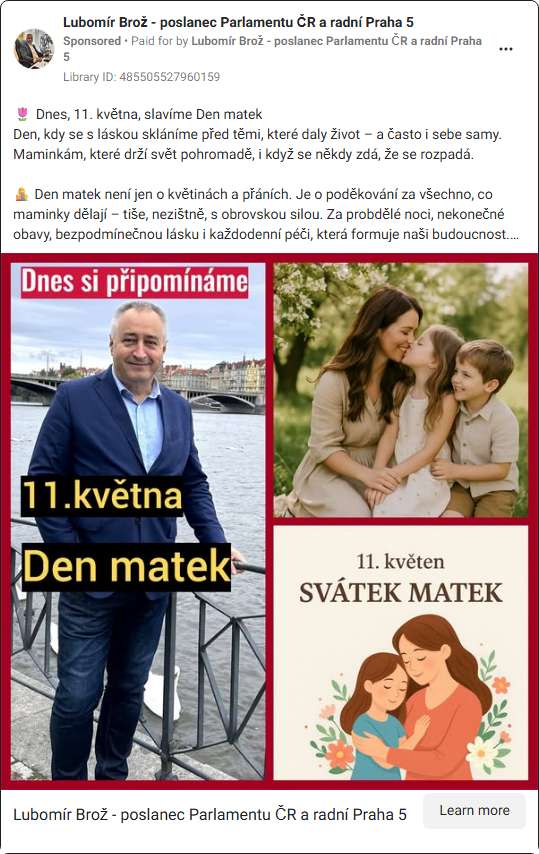 Lubomír Brož - poslanec Parlamentu ČR a radní Praha 5
Sponsored • Paid for by Lubomír Brož - poslanec Parlamentu ČR a radní Praha
5
Library ID: 485505527960159
🌷 Dnes, 11. května, slavíme Den matek
Den, kdy se s láskou skláníme před těmi, které daly život – a často i sebe samy.
Maminkám, které drží svět pohromadě, i když se někdy zdá, že se rozpadá.
Den matek není jen o květinách a přáních. Je o poděkování za všechno, co
maminky dělají – tiše, nezištně, s obrovskou silou. Za probdělé noci, nekonečné
obavy, bezpodmínečnou lásku i každodenní péči, která formuje naši budoucnost....
Dnes si připomínáme
11.května
Den matek
11. květen
SVÁTEK MATEK
Lubomír Brož - poslanec Parlamentu ČR a radní Praha 5
Learn more